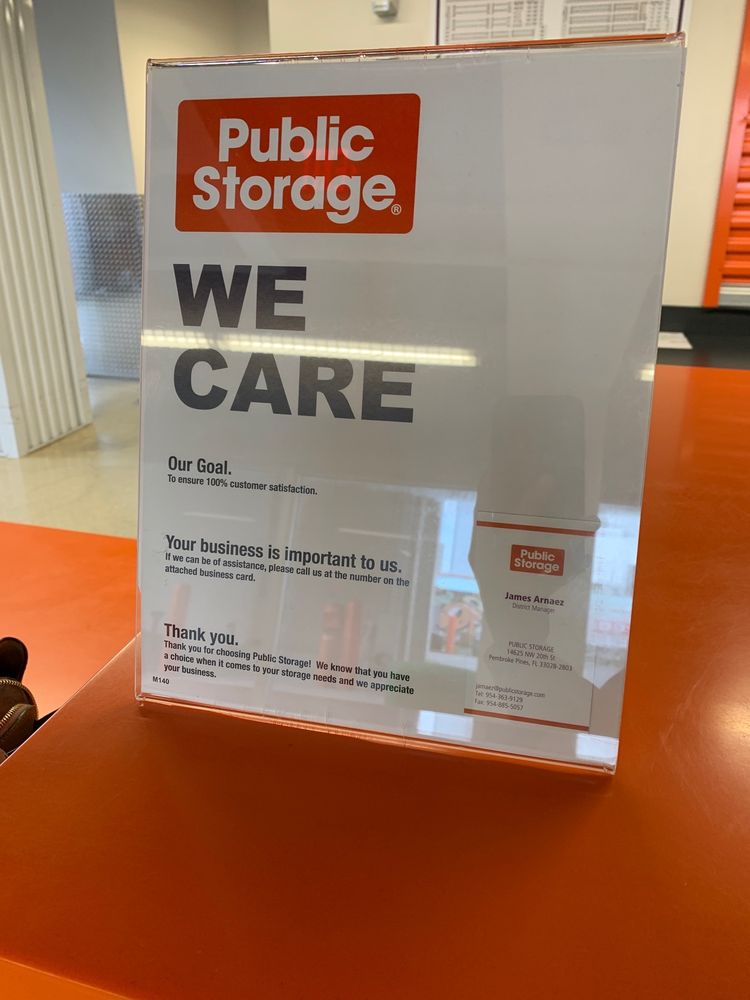 Public
Storage®
WE
CARE
Our Goal.
To ensure 100% customer satisfaction.
Your business is important to us.
If we can be of assistance, please call us at the number on the
attached business card.
Thank you.
Thank you for choosing Public Storage! We know that you have
a choice when it comes to your storage needs and we appreciate
your business.
M140
Public
Storage
James Arnaez
District Manager
PUBLIC STORAGE
14625 NW 20th St
Pembroke Pines, FL 33028-2803
jarnaez@publicstorage.com
Tel: 954-363-9129
Fax: 954-885-5057